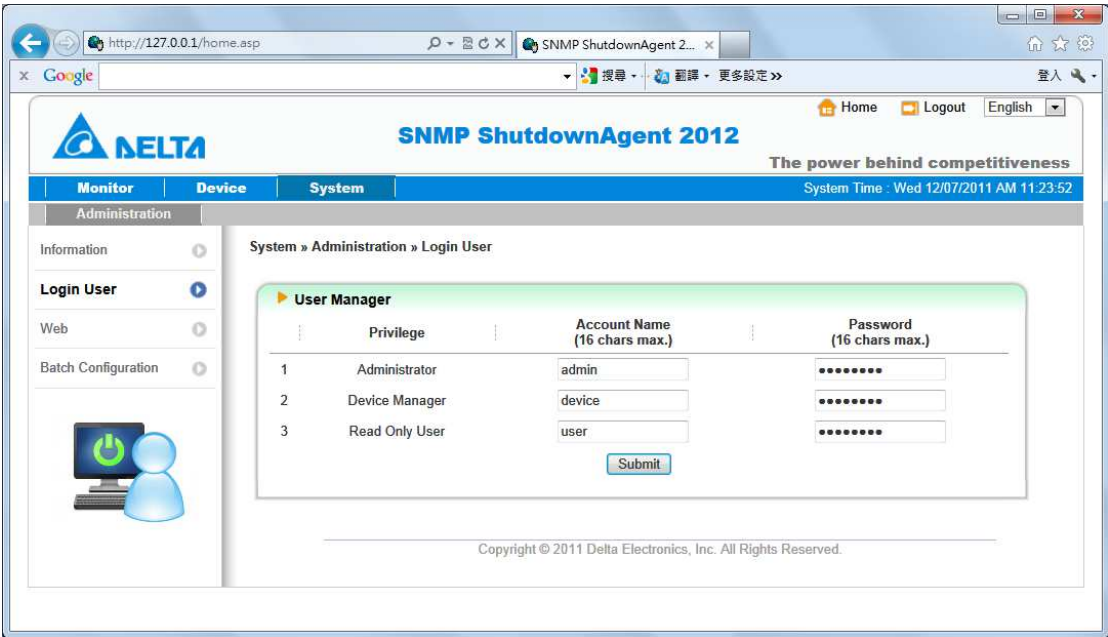 http://127.0.0.1/home.asp
SNMP ShutdownAgent 2...
x Google
搜尋
翻譯
更多設定 >>
登入
Home
Logout
English
DELTA
SNMP ShutdownAgent 2012
The power behind competitiveness
Monitor
Device
System
System Time : Wed 12/07/2011 AM 11:23:52
Administration
Information
Login User
Web
Batch Configuration
System » Administration » Login User
User Manager
Privilege
Account Name
(16 chars max.)
Password
(16 chars max.)
1 Administrator admin ••••••••
2 Device Manager device ••••••••
3 Read Only User user ••••••••
Submit
Copyright © 2011 Delta Electronics, Inc. All Rights Reserved.